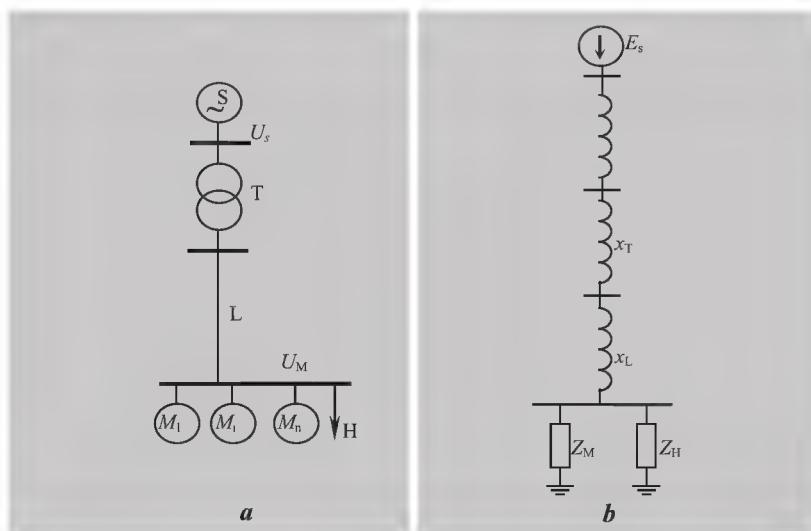 S
U_s
T
L
U_M
M_1 M_i M_n
H
a
E_s
x_T
x_L
Z_M Z_H
b